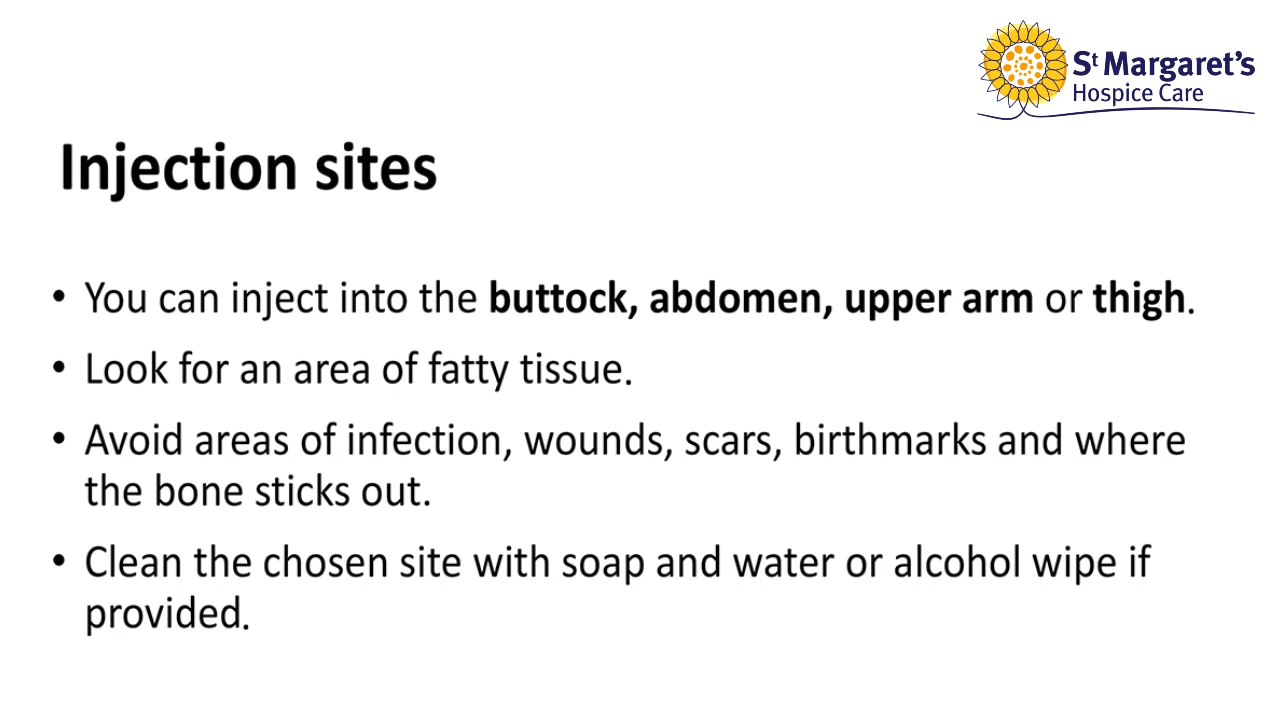 St Margaret's
Hospice Care
Injection sites
• You can inject into the buttock, abdomen, upper arm or thigh.
• Look for an area of fatty tissue.
• Avoid areas of infection, wounds, scars, birthmarks and where
the bone sticks out.
• Clean the chosen site with soap and water or alcohol wipe if
provided.